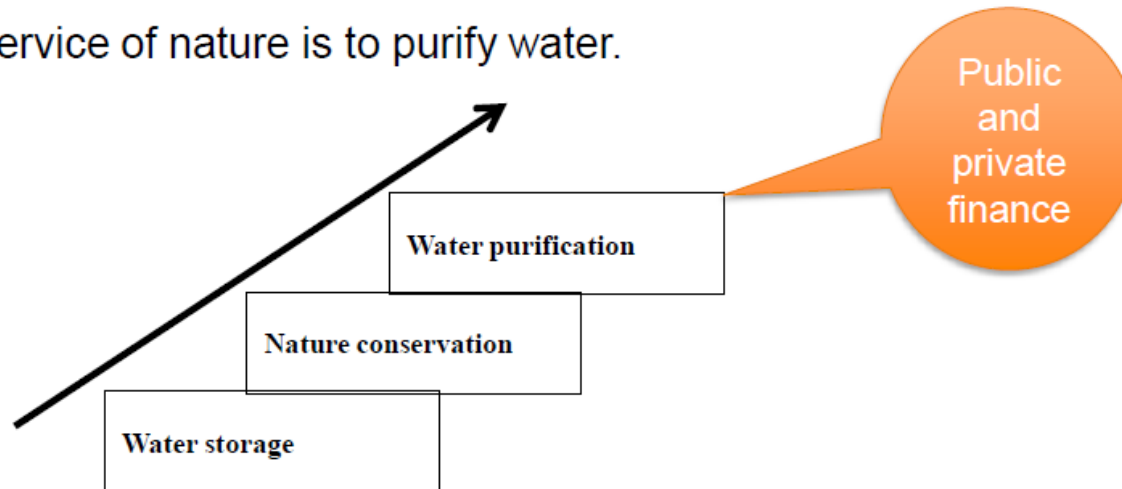 ervice of nature is to purify water.
Public
and
private
finance
Water purification
Nature conservation
Water storage